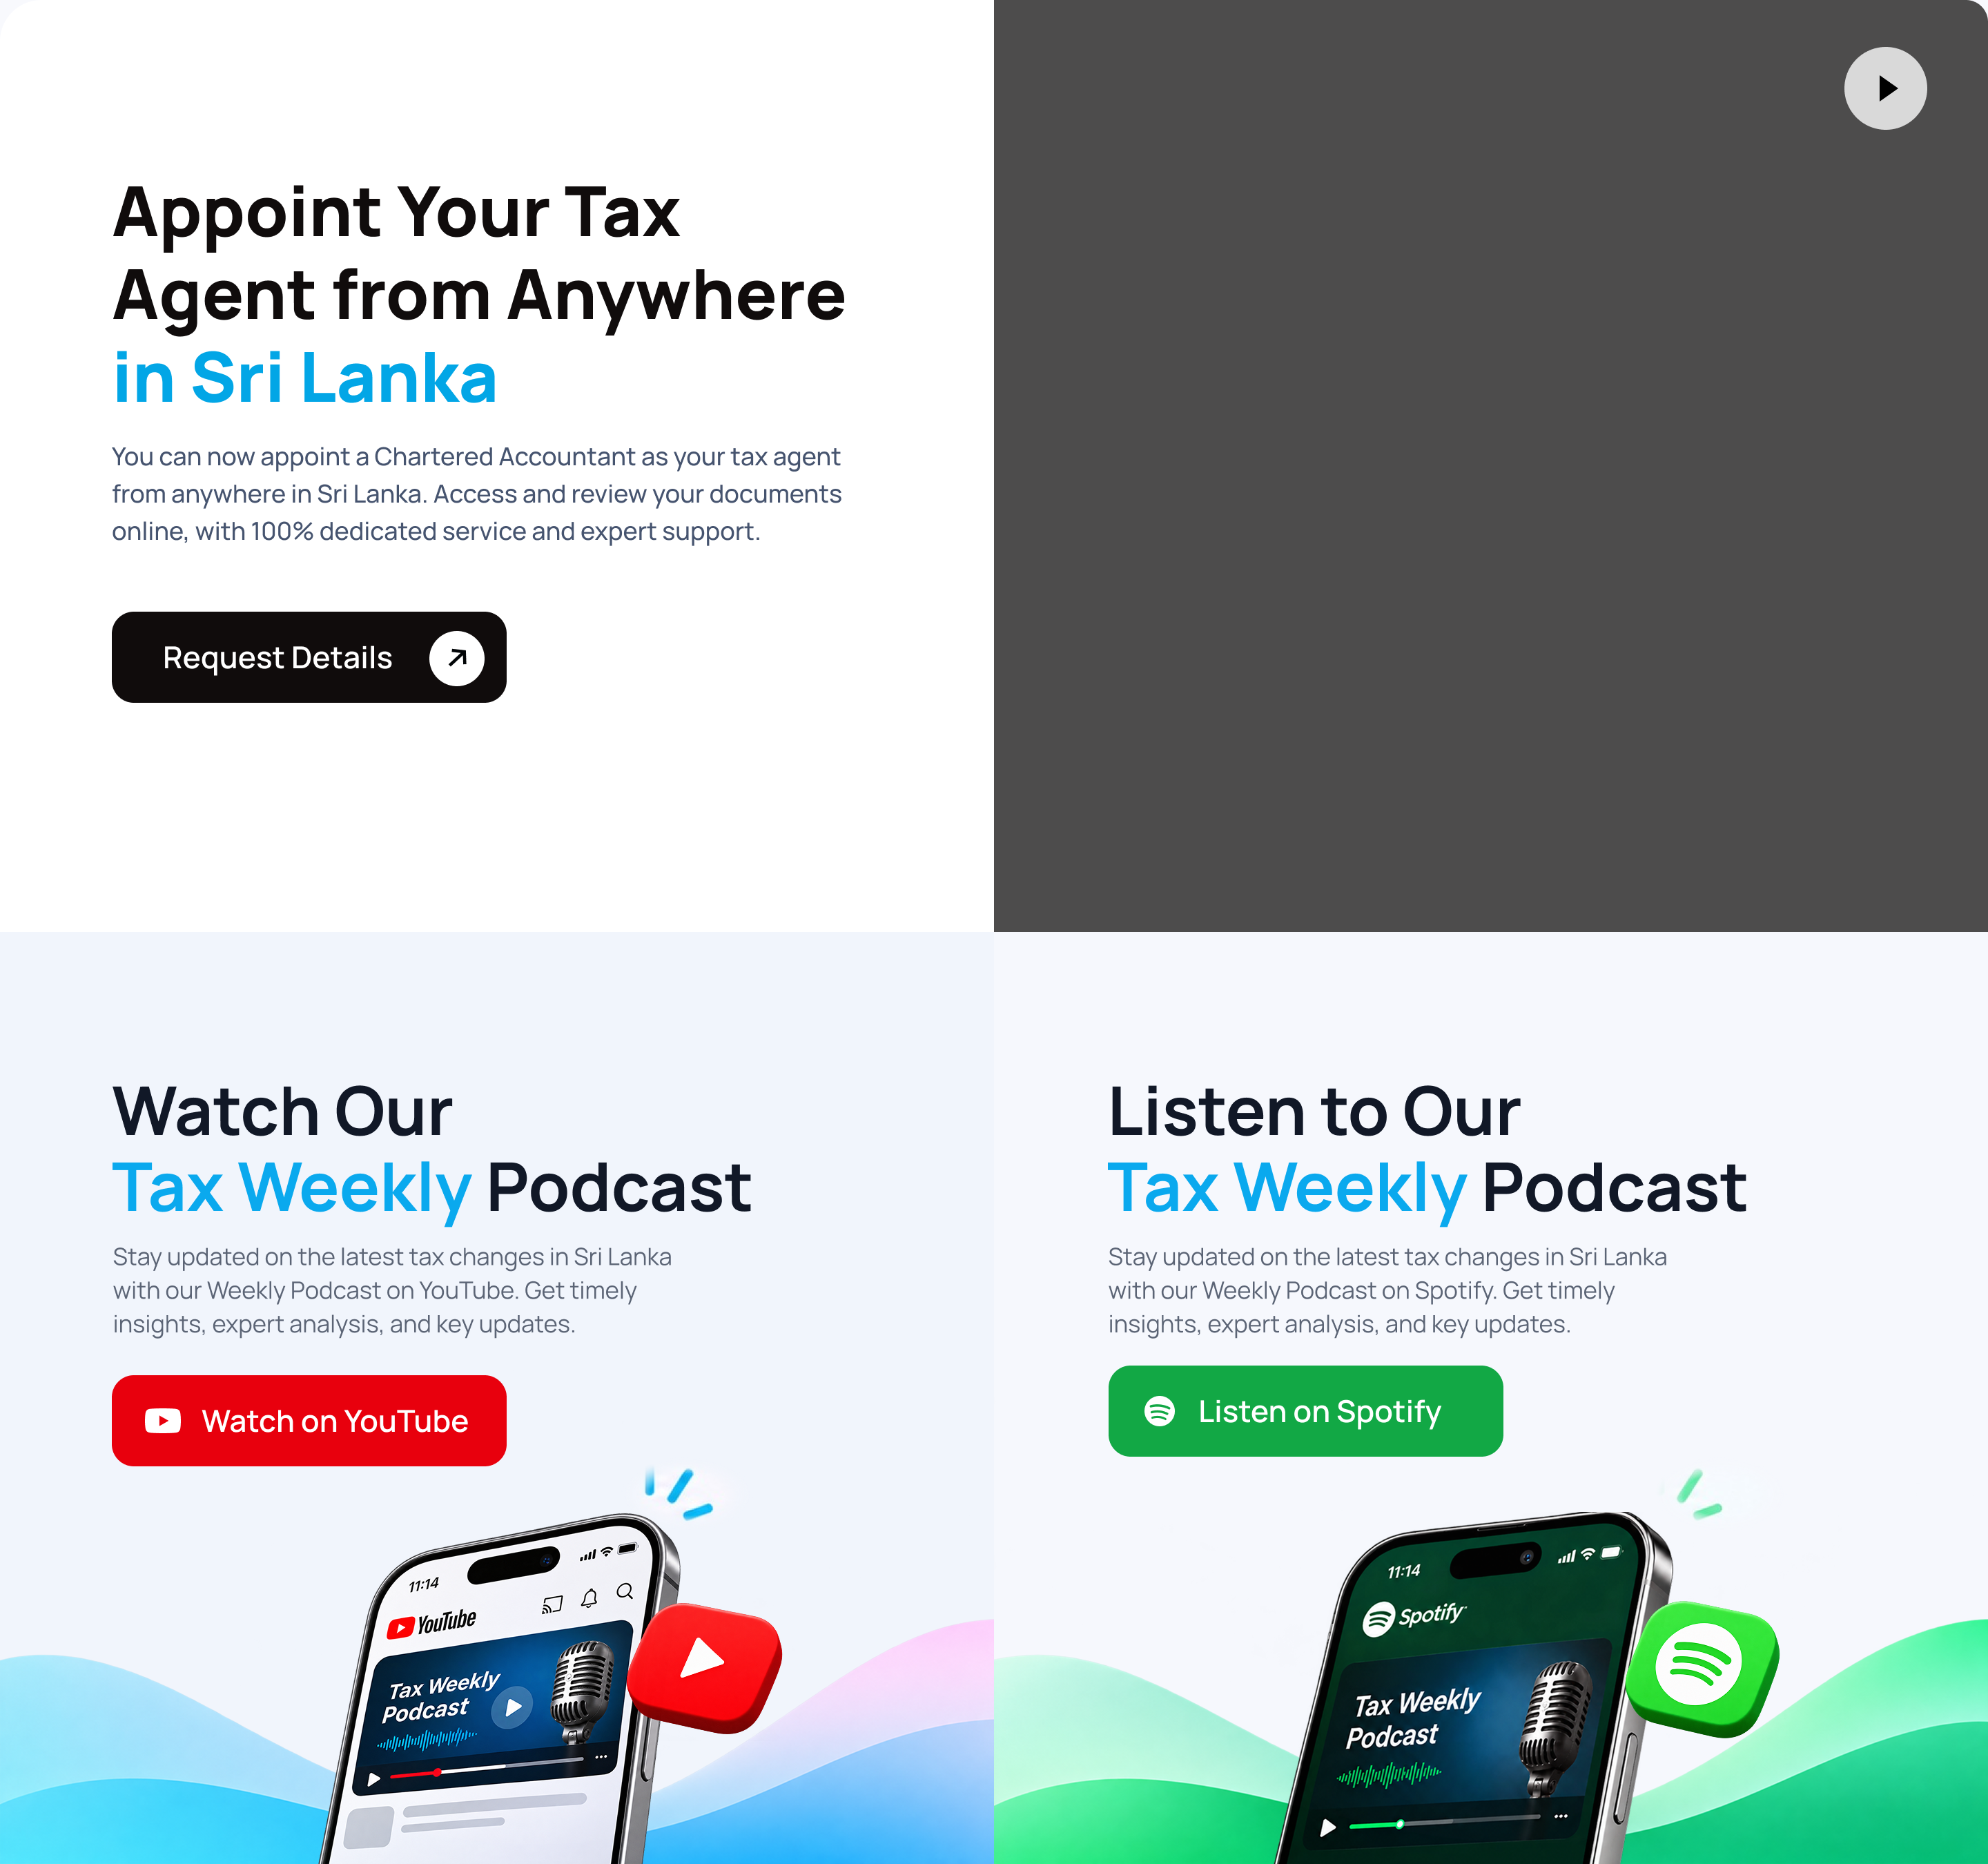 Appoint Your Tax
Agent from Anywhere
in Sri Lanka
You can now appoint a Chartered Accountant as your tax agent
from anywhere in Sri Lanka. Access and review your documents
online, with 100% dedicated service and expert support.
Request Details
Watch Our
Tax Weekly Podcast
Stay updated on the latest tax changes in Sri Lanka
with our Weekly Podcast on YouTube. Get timely
insights, expert analysis, and key updates.
Watch on YouTube
11:14
YouTube
Tax Weekly
Podcast
Listen to Our
Tax Weekly Podcast
Stay updated on the latest tax changes in Sri Lanka
with our Weekly Podcast on Spotify. Get timely
insights, expert analysis, and key updates.
Listen on Spotify
11:14
Spotify
Tax Weekly
Podcast